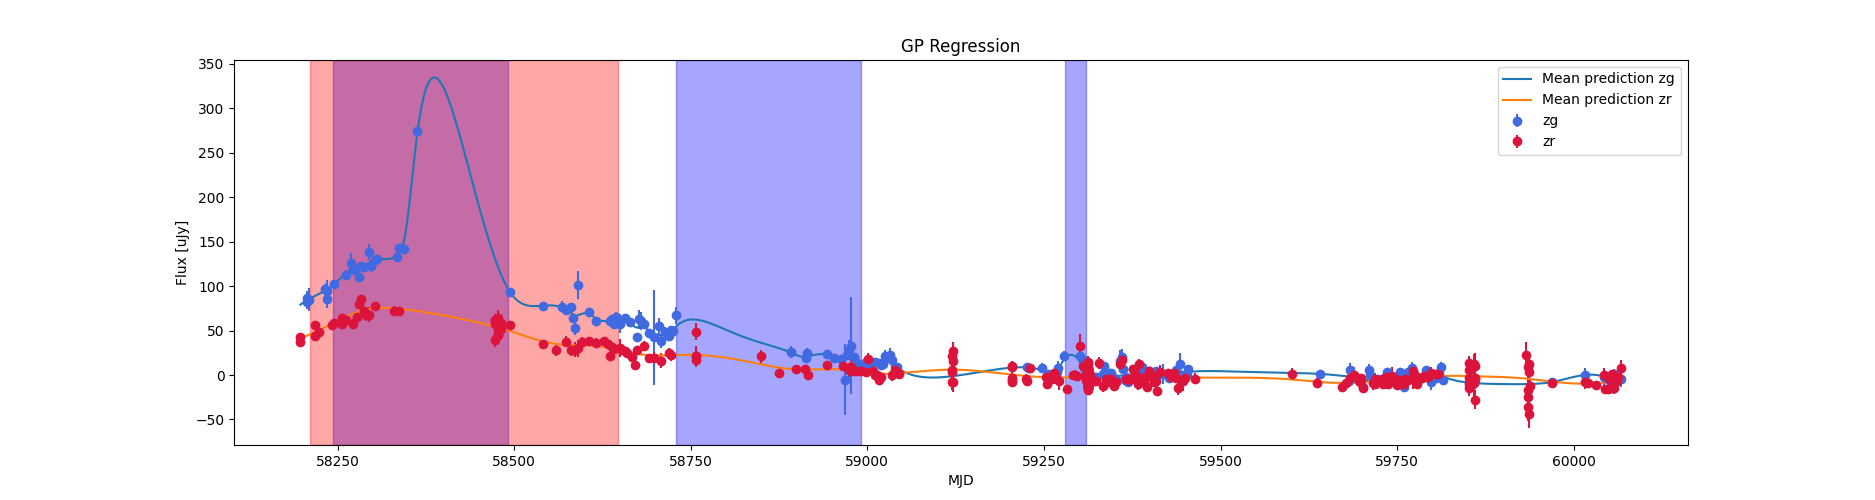 GP Regression
350
300
250
200
150
100
50
0
−50
Flux [uJy]
58250
58500
58750
59000
59250
59500
59750
60000
MJD
Mean prediction zg
Mean prediction zr
zg
zr